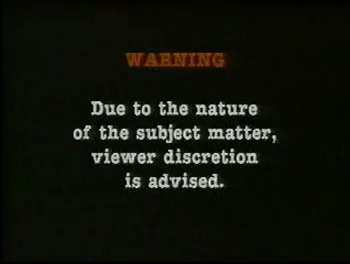 WARNING
Due to the nature
of the subject matter,
viewer discretion
is advised.